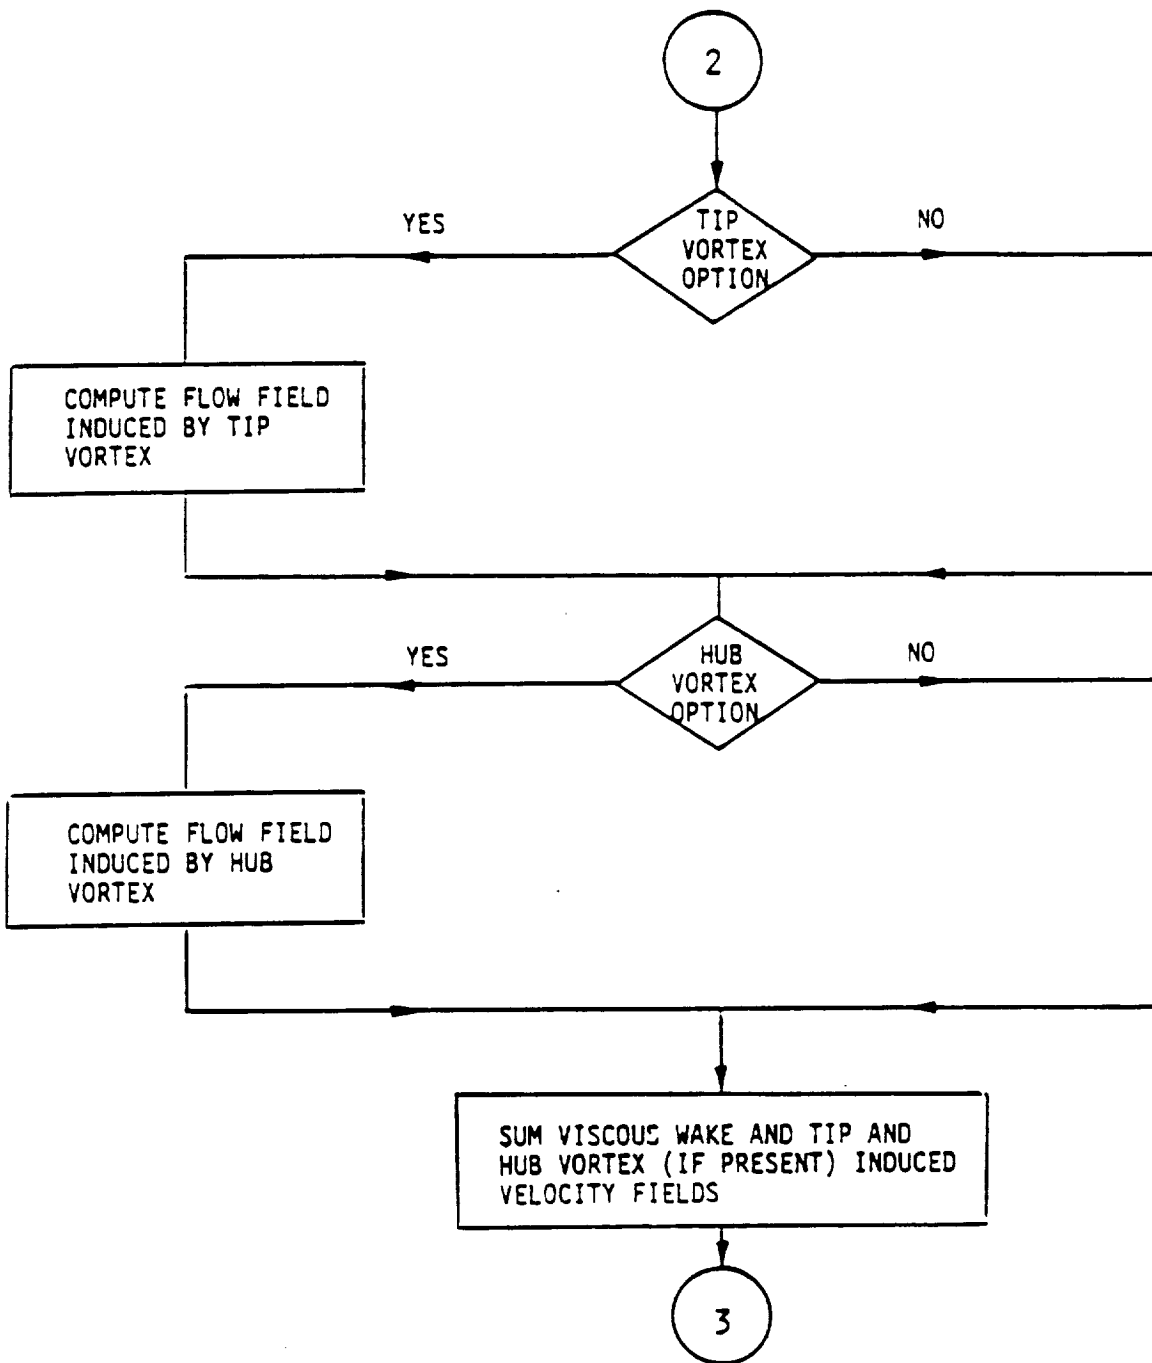 2
TIP
VORTEX
OPTION
YES
NO
COMPUTE FLOW FIELD
INDUCED BY TIP
VORTEX
HUB
VORTEX
OPTION
YES
NO
COMPUTE FLOW FIELD
INDUCED BY HUB
VORTEX
SUM VISCOUS WAKE AND TIP AND
HUB VORTEX (IF PRESENT) INDUCED
VELOCITY FIELDS
3